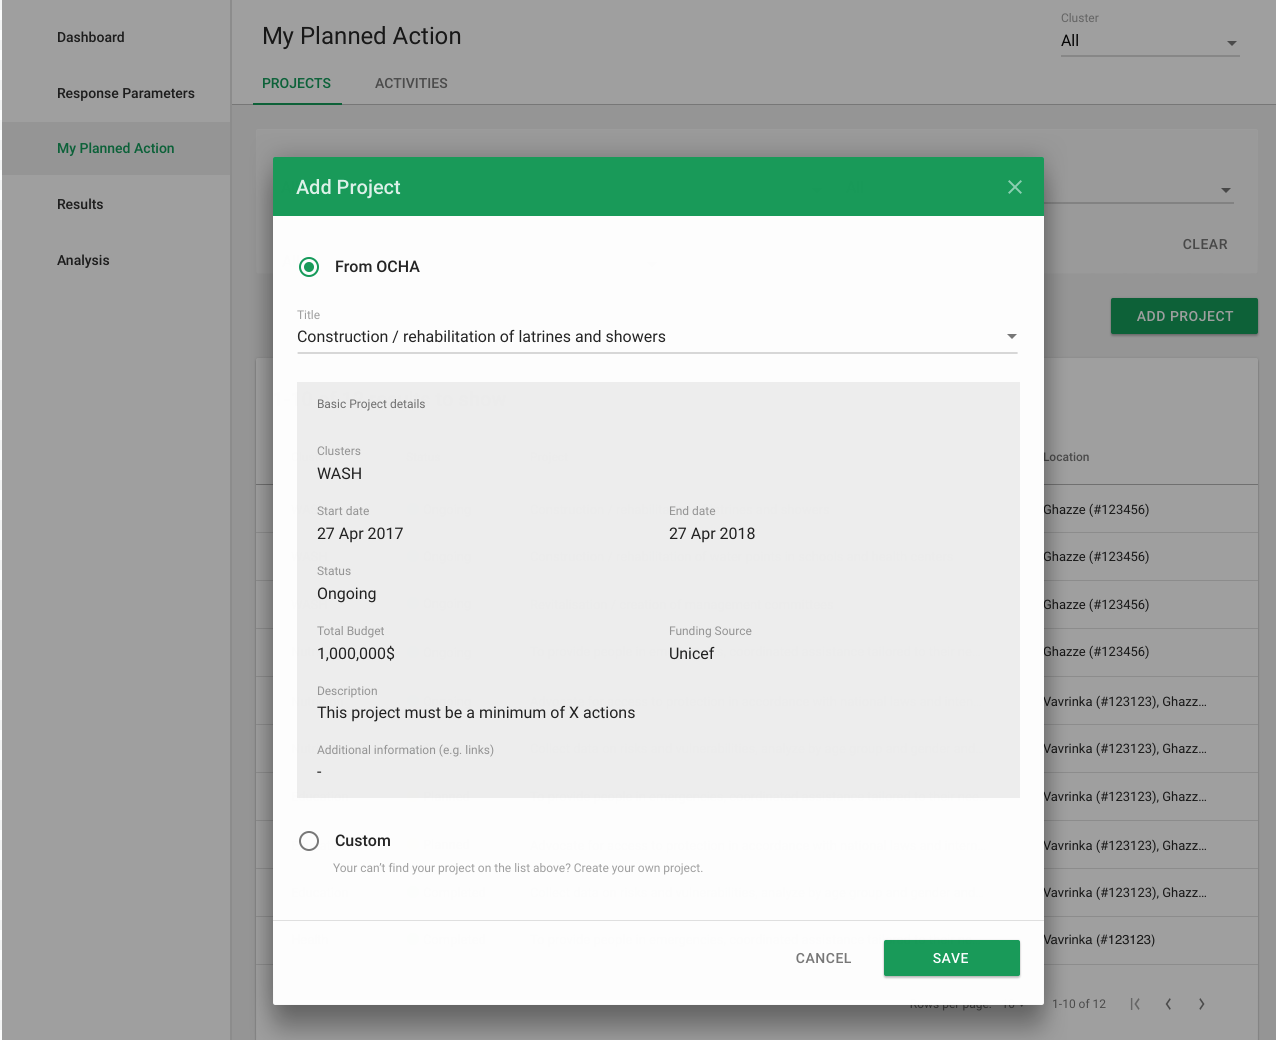 Dashboard
Response Parameters
My Planned Action
Results
Analysis
My Planned Action
Cluster
All
PROJECTS ACTIVITIES
CLEAR
ADD PROJECT
Add Project
From OCHA
Title
Construction / rehabilitation of latrines and showers
Basic Project details
Clusters
WASH
Start date End date
27 Apr 2017 27 Apr 2018
Status
Ongoing
Total Budget Funding Source
1,000,000$ Unicef
Description
This project must be a minimum of X actions
Additional information (e.g. links)
-
Custom
Your can't find your project on the list above? Create your own project.
CANCEL SAVE
Location
Ghazze (#123456)
Ghazze (#123456)
Ghazze (#123456)
Ghazze (#123456)
Vavrinka (#123123), Ghazz...
Vavrinka (#123123), Ghazz...
Vavrinka (#123123), Ghazz...
Vavrinka (#123123), Ghazz...
Vavrinka (#123123), Ghazz...
Vavrinka (#123123)
Rows per page: 10 1-10 of 12